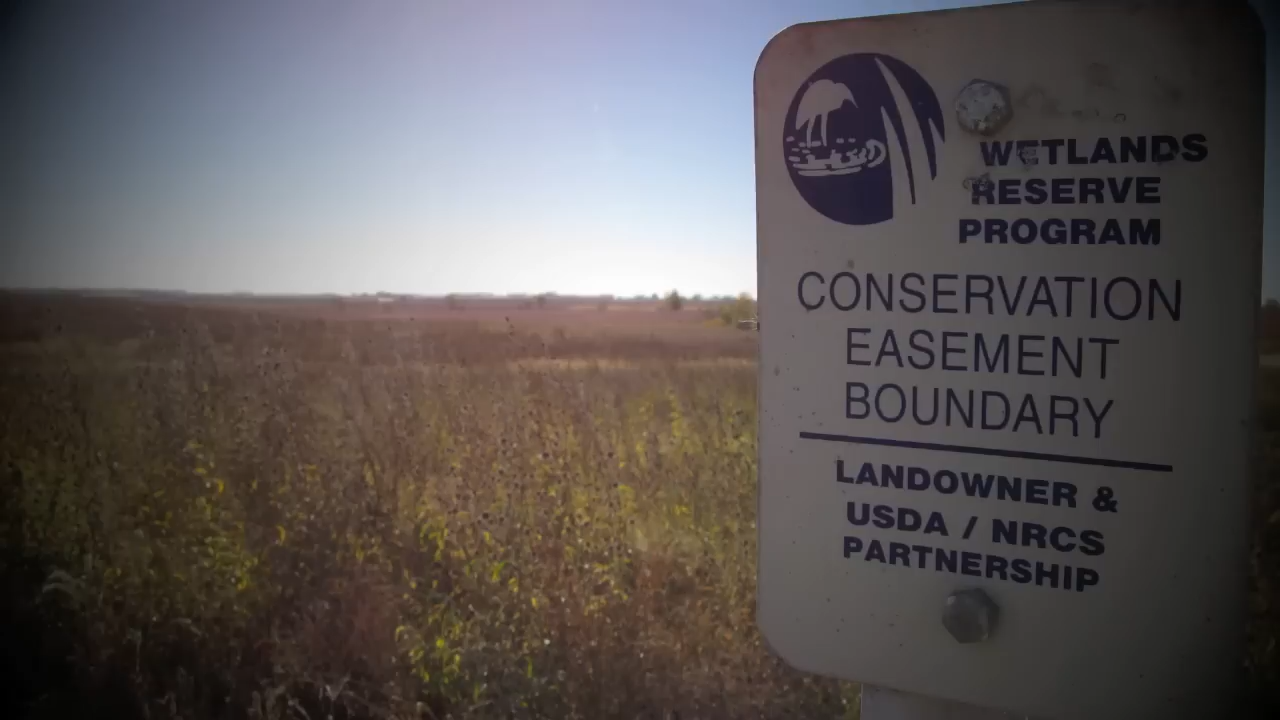 WETLANDS
RESERVE
PROGRAM
CONSERVATION
EASEMENT
BOUNDARY
LANDOWNER &
USDA / NRCS
PARTNERSHIP